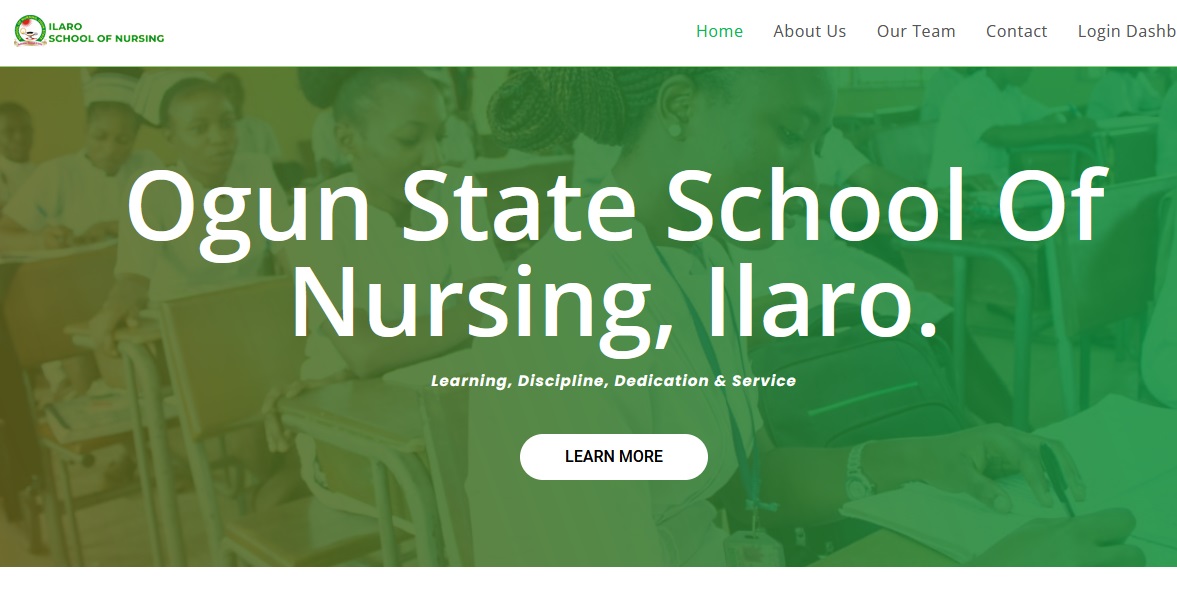 ILARO
SCHOOL OF NURSING
Home About Us Our Team Contact Login Dashb
Ogun State School Of
Nursing, Ilaro.
Learning, Discipline, Dedication & Service
LEARN MORE